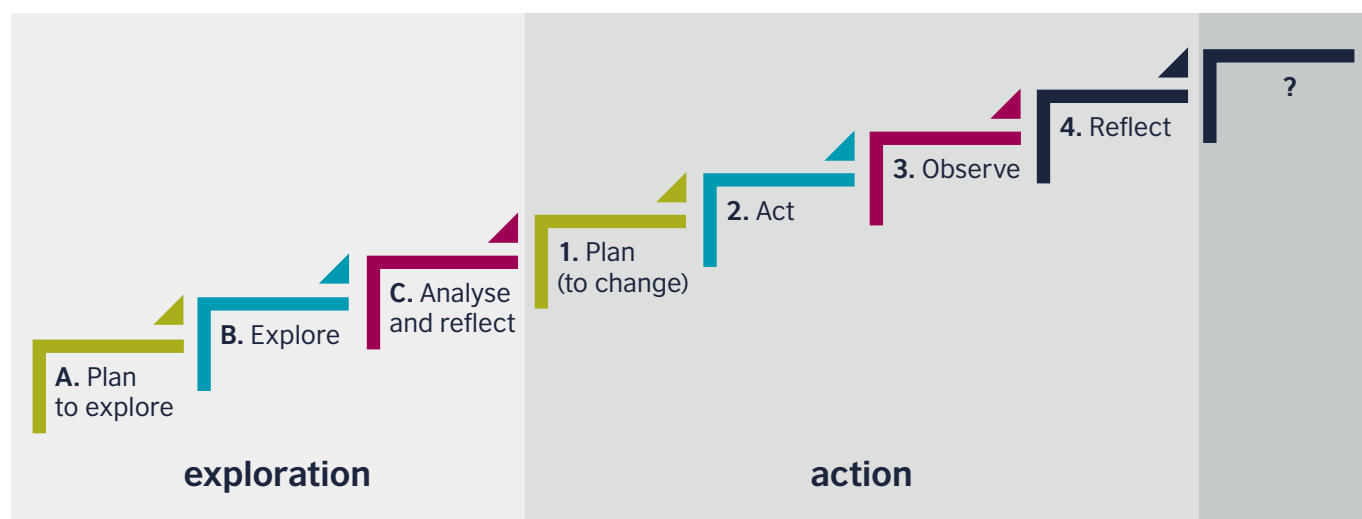 A. Plan
to explore
B. Explore
C. Analyse
and reflect
1. Plan
(to change)
2. Act
3. Observe
4. Reflect
?
exploration
action